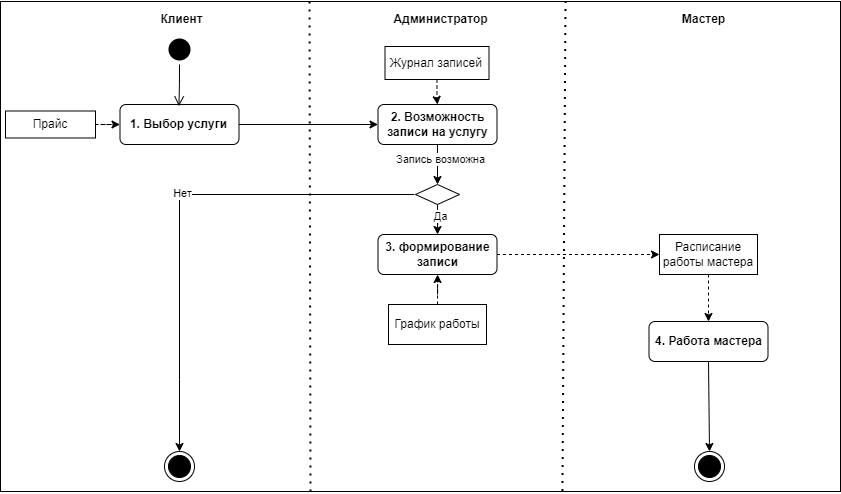 Клиент
Администратор
Мастер
Журнал записей
Прайс
1. Выбор услуги
2. Возможность
записи на услугу
Запись возможна
Нет
Да
3. формирование
записи
Расписание
работы мастера
График работы
4. Работа мастера